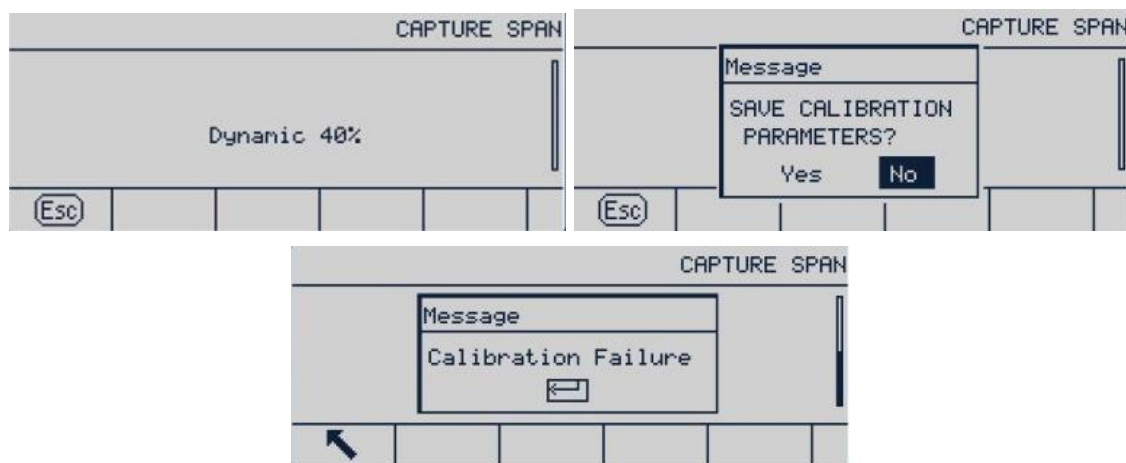 CAPTURE SPAN
Dynamic 40%
Esc
CAPTURE SPAN
Message
SAVE CALIBRATION
PARAMETERS?
Yes No
Esc
CAPTURE SPAN
Message
Calibration Failure